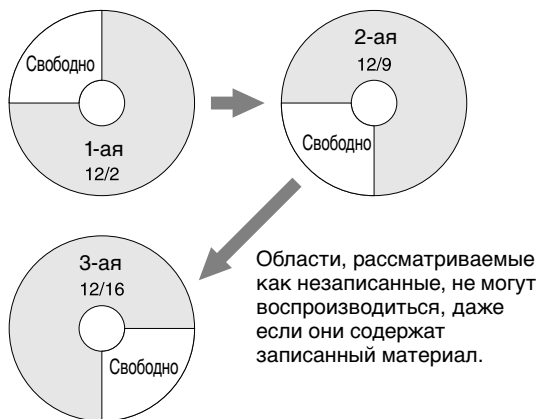 Свободно
1-ая
12/2
2-ая
12/9
Свободно
3-ая
12/16
Свободно
Области, рассматриваемые
как незаписанные, не могут
воспроизводиться, даже
если они содержат
записанный материал.